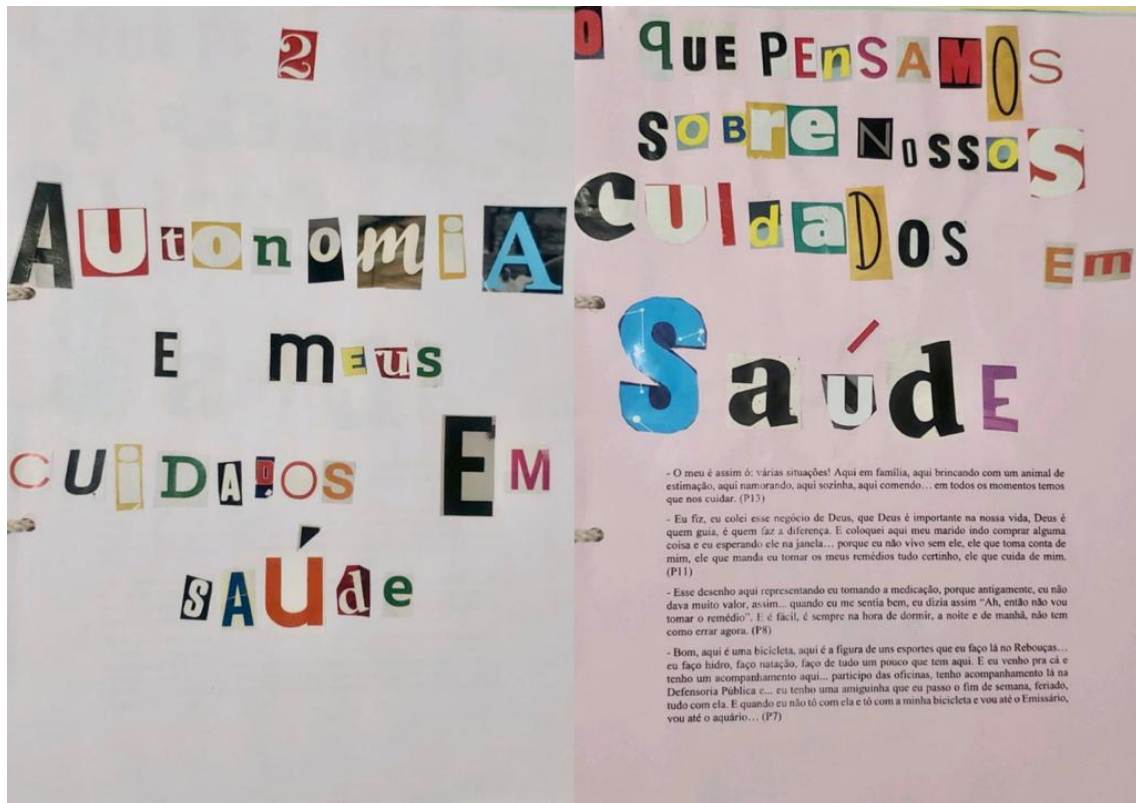 2
AUtonomiA
E meus
CUiDADOS EM
SAÚde
O QUE PEnSAMOS
SOBre NOSSOS
CUIdaDOS Em
SaúdE
- O meu é assim ó: várias situações! Aqui em família, aqui brincando com um animal de
estimação, aqui namorando, aqui sozinha, aqui comendo... em todos os momentos temos
que nos cuidar. (P13)
- Eu fiz, eu colei esse negócio de Deus, que Deus é importante na nossa vida, Deus é
quem guia, é quem faz a diferença. E coloquei aqui meu marido indo comprar alguma
coisa e eu esperando ele na janela... porque eu não vivo sem ele, ele que toma conta de
mim, ele que manda eu tomar os meus remédios tudo certinho, ele que cuida de mim.
(P11)
- Esse desenho aqui representando eu tomando a medicação, porque antigamente, eu não
dava muito valor, assim... quando eu me sentia bem, eu dizia assim “Ah, então não vou
tomar o remédio”. E é fácil, é sempre na hora de dormir, a noite e de manhã, não tem
como errar agora. (P8)
- Bom, aqui é uma bicicleta, aqui é a figura de uns esportes que eu faço lá no Rebouças...
eu faço hidro, faço natação, faço de tudo um pouco que tem aqui. E eu venho pra cá e
tenho um acompanhamento aqui... participo das oficinas, tenho acompanhamento lá na
Defensoria Pública e... eu tenho uma amiguinha que eu passo o fim de semana, feriado,
tudo com ela. E quando eu não tô com ela e tô com a minha bicicleta e vou até o Emissário,
vou até o aquário... (P7)